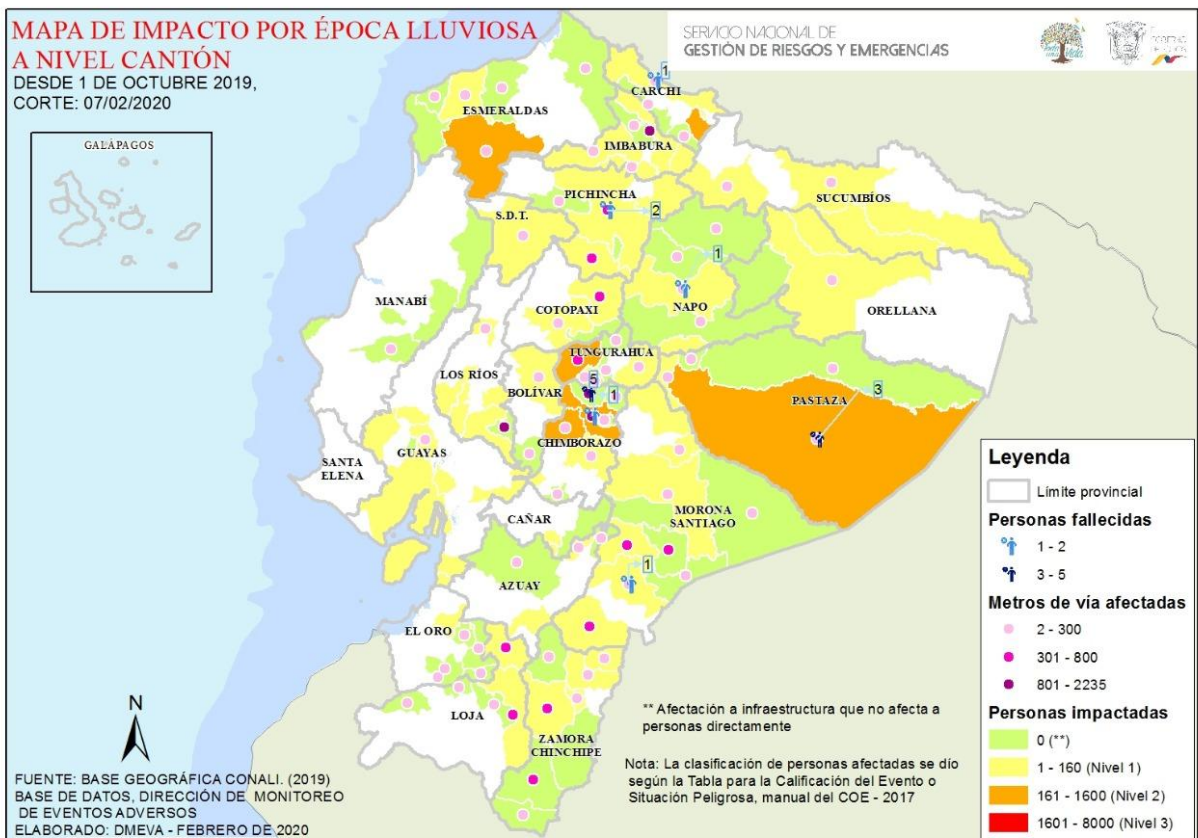 MAPA DE IMPACTO POR ÉPOCA LLUVIOSA
A NIVEL CANTÓN
DESDE 1 DE OCTUBRE 2019,
CORTE: 07/02/2020
SERVICIO NACIONAL DE
GESTIÓN DE RIESGOS Y EMERGENCIAS
GALÁPAGOS
1
CARCHI
ESMERALDAS
IMBABURA
PICHINCHA
SUCUMBÍOS
2
S.D.T.
1
MANABÍ
COTOPAXI
NAPO
ORELLANA
TUNGURAHUA
LOS RÍOS
5
BOLÍVAR
1
PASTAZA
3
CHIMBORAZO
GUAYAS
SANTA
ELENA
MORONA
SANTIAGO
CAÑAR
1
AZUAY
EL ORO
LOJA
ZAMORA
CHINCHIPE
N
Leyenda
Límite provincial
Personas fallecidas
1 - 2
3 - 5
Metros de vía afectadas
2 - 300
301 - 800
801 - 2235
Personas impactadas
0 (**)
1 - 160 (Nivel 1)
161 - 1600 (Nivel 2)
1601 - 8000 (Nivel 3)
** Afectación a infraestructura que no afecta a
personas directamente
Nota: La clasificación de personas afectadas se dío
según la Tabla para la Calificación del Evento o
Situación Peligrosa, manual del COE - 2017
FUENTE: BASE GEOGRÁFICA CONALI. (2019)
BASE DE DATOS, DIRECCIÓN DE MONITOREO
DE EVENTOS ADVERSOS
ELABORADO: DMEVA - FEBRERO DE 2020